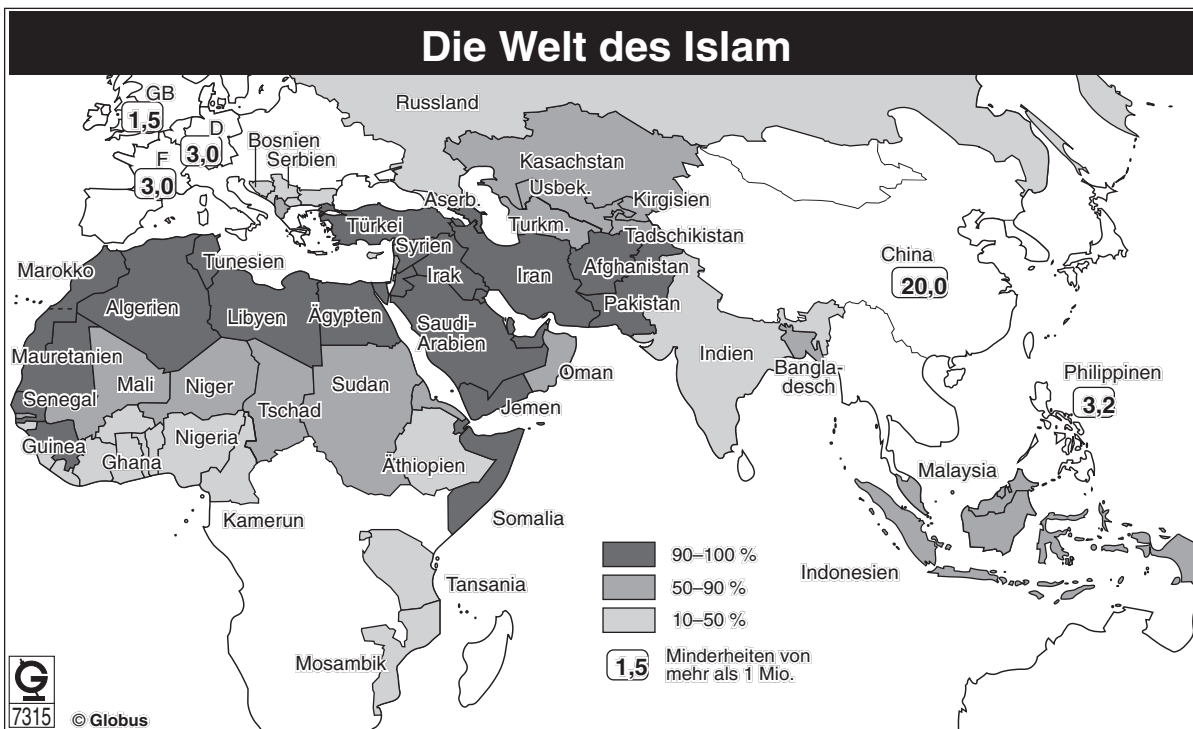 Die Welt des Islam
GB
1,5
D
3,0
F
3,0
Bosnien
Serbien
Russland
Kasachstan
Usbek.
Kirgisien
Aserb.
Turkm.
Tadschikistan
Türkei
Syrien
Marokko
Tunesien
Irak
Iran
Afghanistan
China
20,0
Algerien
Libyen
Ägypten
Saudi-
Arabien
Pakistan
Mauretanien
Mali
Niger
Sudan
Oman
Indien
Bangla-
desch
Philippinen
3,2
Senegal
Tschad
Jemen
Guinea
Nigeria
Ghana
Äthiopien
Malaysia
Kamerun
Somalia
Indonesien
Tansania
Mosambik
90–100 %
50–90 %
10–50 %
1,5 Minderheiten von
mehr als 1 Mio.
G
7315
© Globus